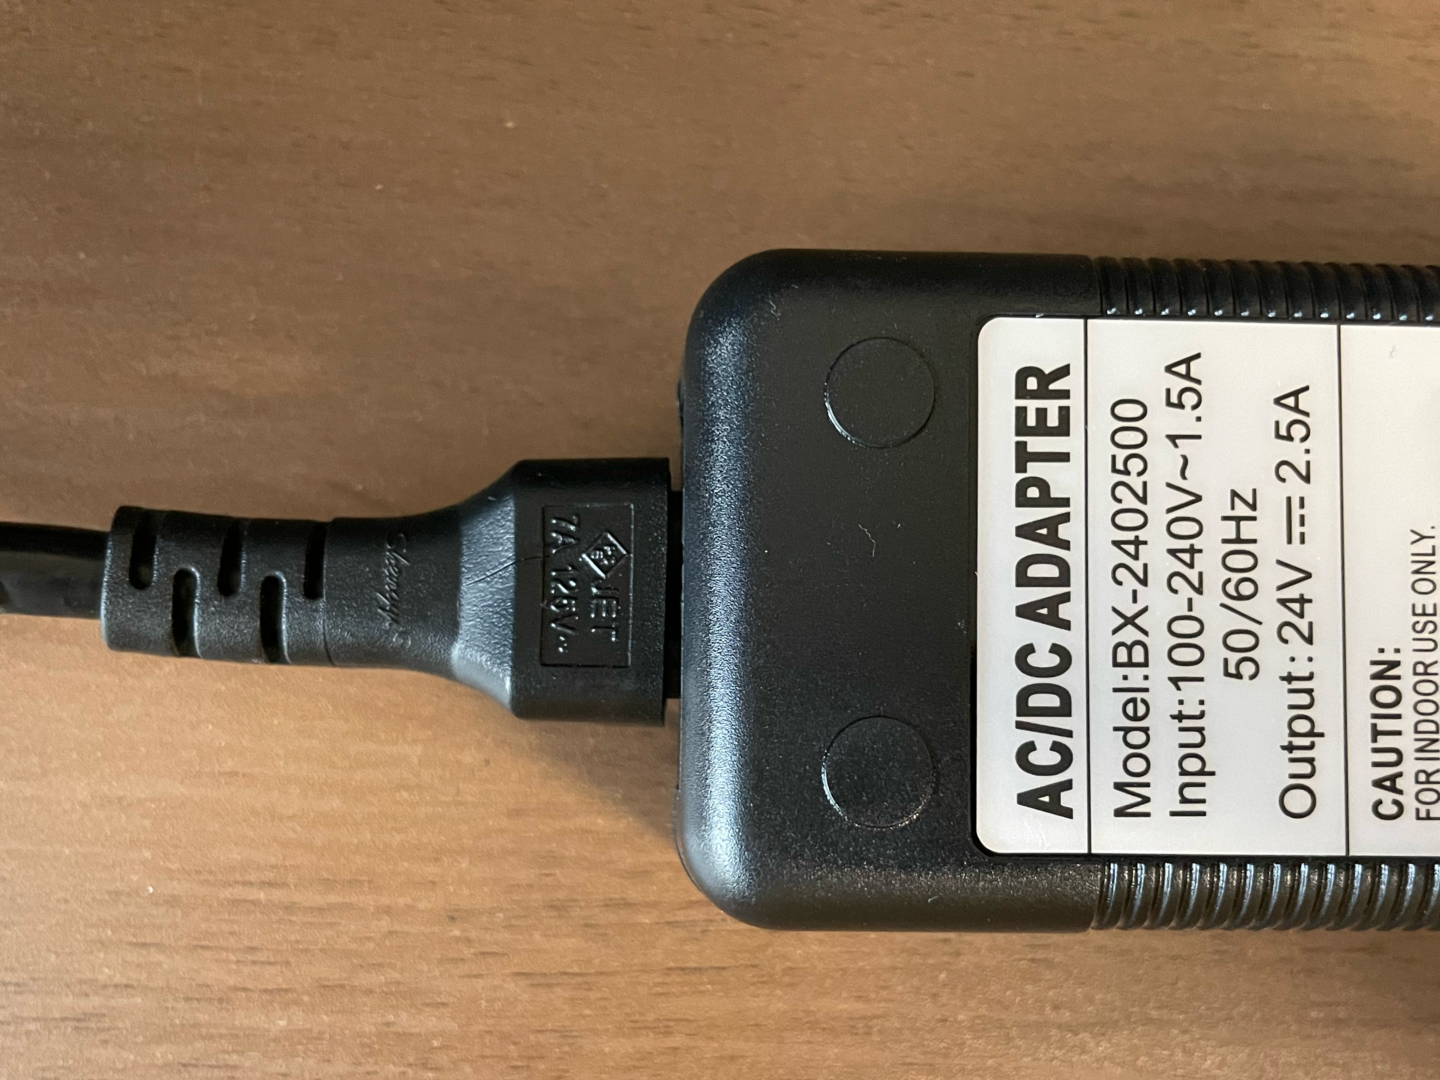 AC/DC ADAPTER
Model:BX-2402500
Input:100-240V~1.5A
50/60Hz
Output:24V⎓2.5A
CAUTION:
FOR INDOOR USE ONLY.
PS
E
JET
7A 125V~